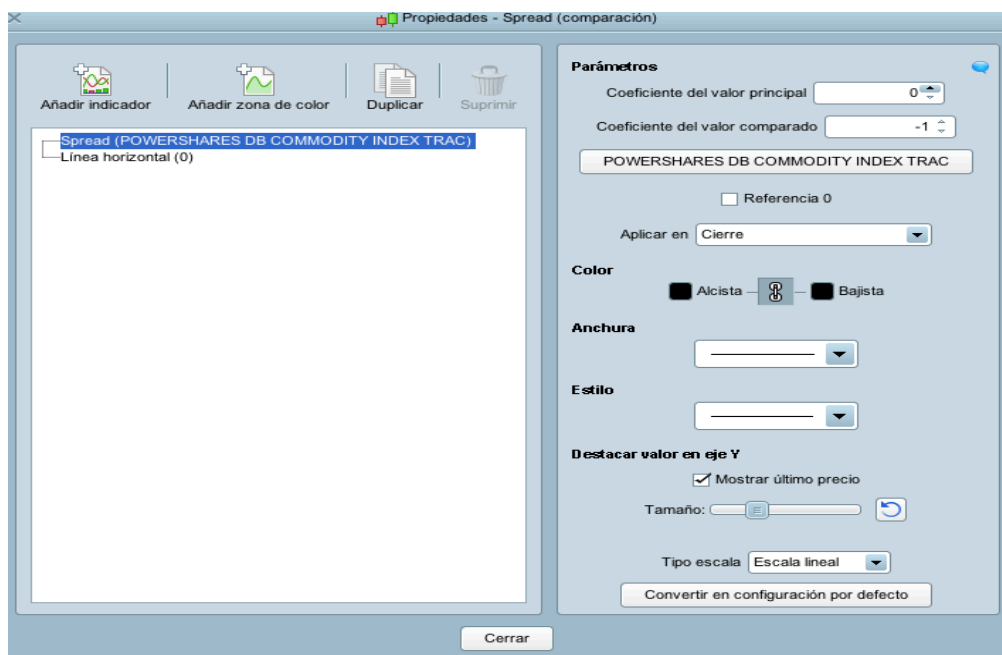 Propiedades - Spread (comparación)
Añadir indicador
Añadir zona de color
Duplicar
Suprimir
Spread (POWERSHARES DB COMMODITY INDEX TRAC)
Línea horizontal (0)
Parámetros
Coeficiente del valor principal 0
Coeficiente del valor comparado -1
POWERSHARES DB COMMODITY INDEX TRAC
Referencia 0
Aplicar en Cierre
Color
Alcista
Bajista
Anchura
Estilo
Destacar valor en eje Y
Mostrar último precio
Tamaño:
Tipo escala Escala lineal
Convertir en configuración por defecto
Cerrar